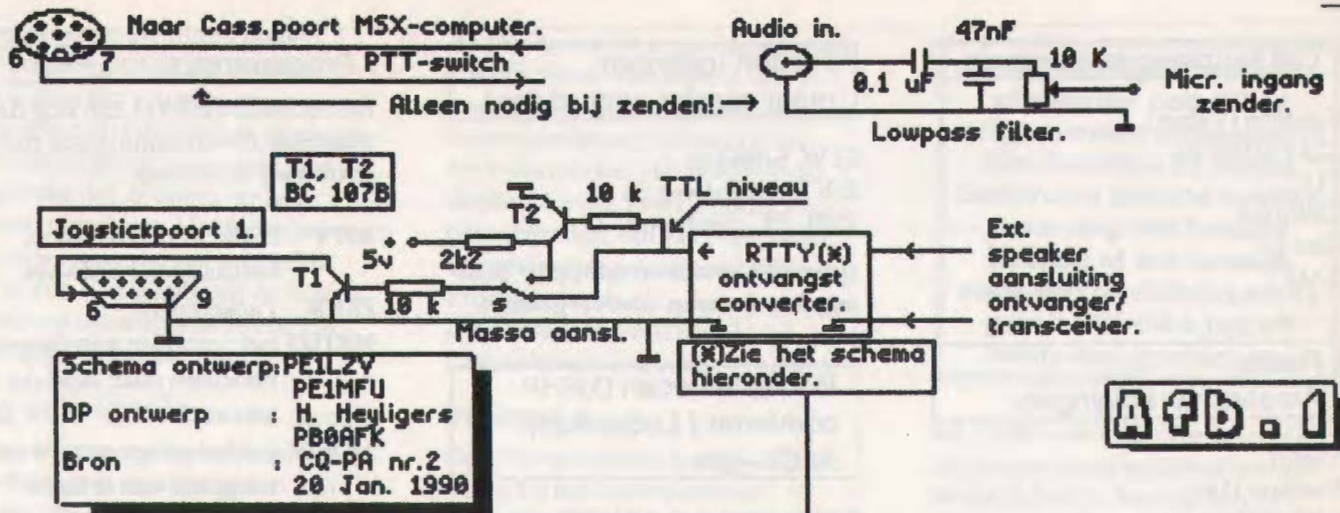 Naar Cass.poort MSX-computer.
6 7
PTT-switch
Alleen nodig bij zenden!.
Audio in.
47nF
0.1 uF
10 K
Micr. ingang
zender.
Lowpass filter.
T1, T2
BC 107B
Joystickpoort 1.
6 9
T1
10 k
5v
2k2
T2
10 k
TTL niveau
s
Massa aansl.
RTTY(*)
ontvangst
converter.
Ext.
speaker
aansuiting
ontvanger/
transceiver.
(*)Zie het schema
hieronder.
Schema ontwerp:PE1LZV
PE1MFU
DP ontwerp : H. Heyligers
PB0AFK
Bron : CQ-PA nr.2
20 Jan. 1990
Afb.1